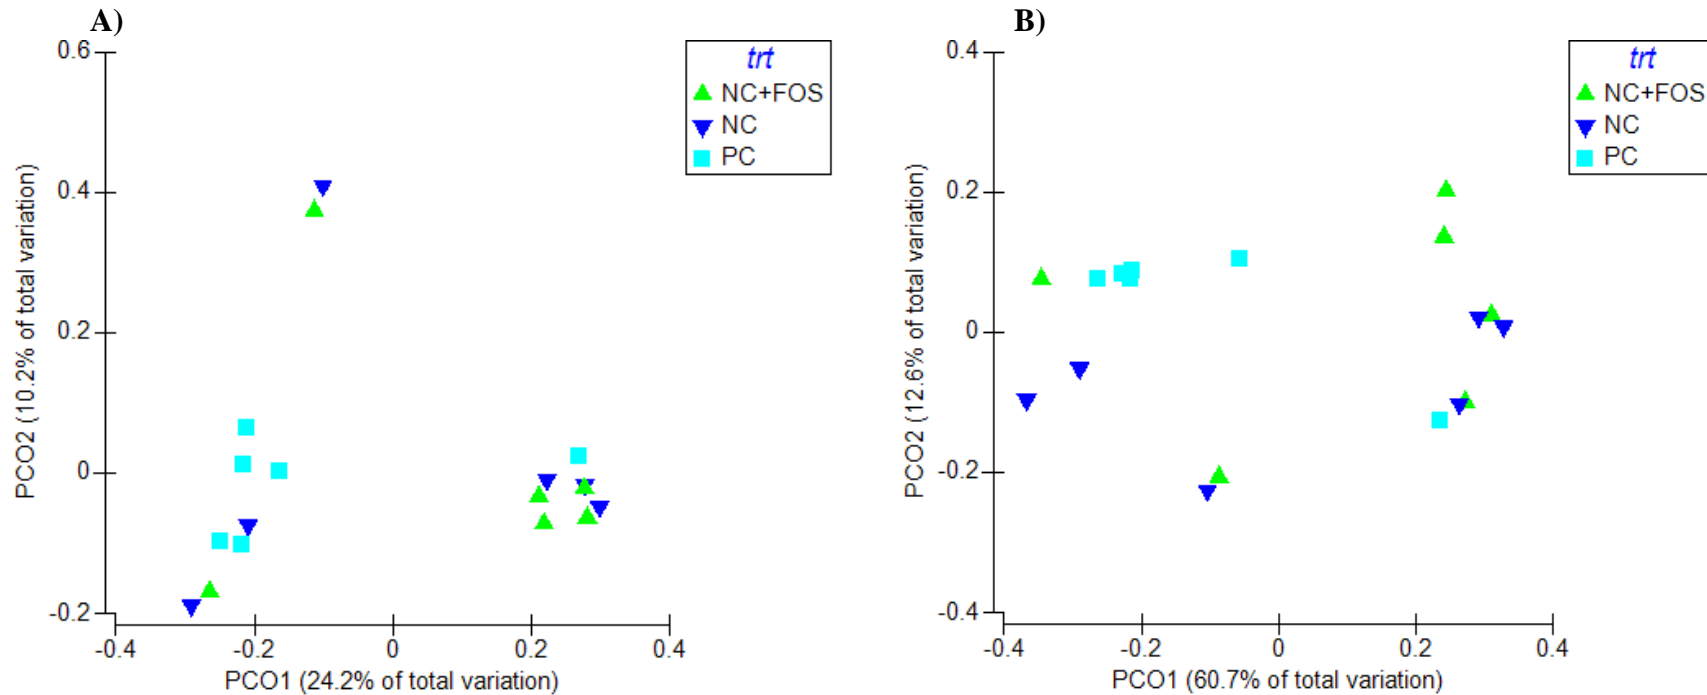 A)
0.6
0.4
0.2
0
-0.2
-0.4
-0.2
0
0.2
0.4
PCO2 (10.2% of total variation)
PCO1 (24.2% of total variation)
trt
NC+FOS
NC
PC
B)
0.4
0.2
0
-0.2
-0.4
-0.4
-0.2
0
0.2
0.4
PCO2 (12.6% of total variation)
PCO1 (60.7% of total variation)
trt
NC+FOS
NC
PC